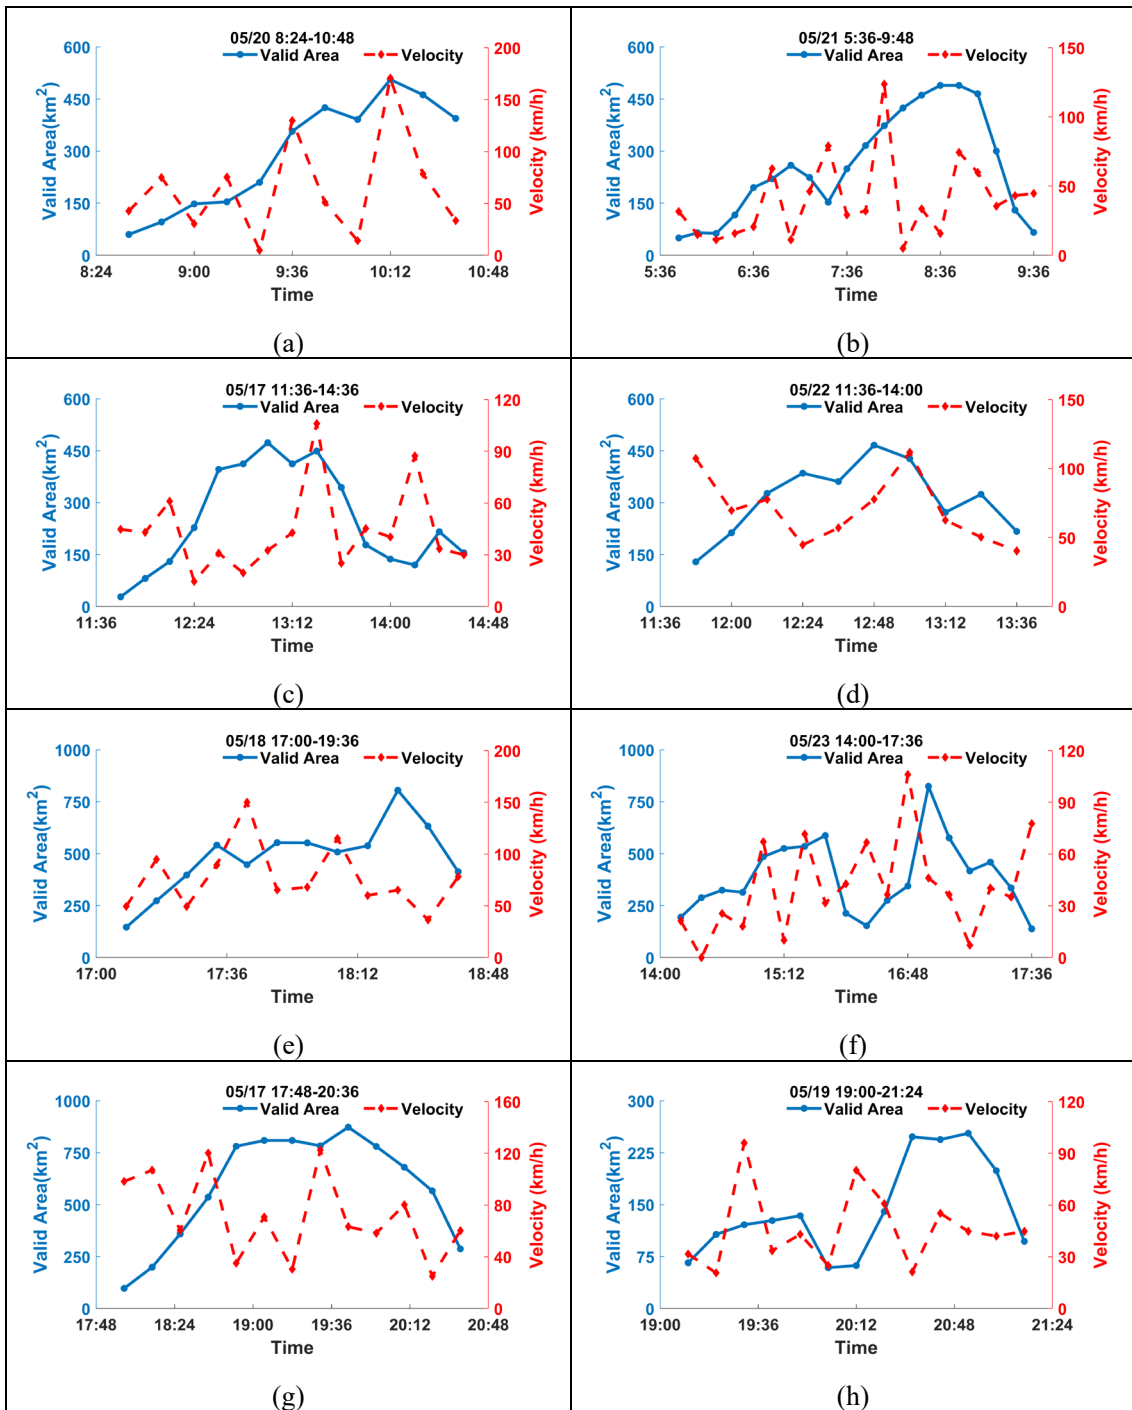 05/20 8:24-10:48
Valid Area Velocity
600 450 300 150 0
Valid Area(km²)
200 150 100 50 0
Velocity (km/h)
8:24 9:00 9:36 10:12 10:48
Time
(a)
05/21 5:36-9:48
Valid Area Velocity
600 450 300 150 0
Valid Area(km²)
150 100 50 0
Velocity (km/h)
5:36 6:36 7:36 8:36 9:36
Time
(b)
05/17 11:36-14:36
Valid Area Velocity
600 450 300 150 0
Valid Area(km²)
120 90 60 30 0
Velocity (km/h)
11:36 12:24 13:12 14:00 14:48
Time
(c)
05/22 11:36-14:00
Valid Area Velocity
600 450 300 150 0
Valid Area(km²)
150 100 50 0
Velocity (km/h)
11:36 12:00 12:24 12:48 13:12 13:36
Time
(d)
05/18 17:00-19:36
Valid Area Velocity
1000 750 500 250 0
Valid Area(km²)
200 150 100 50 0
Velocity (km/h)
17:00 17:36 18:12 18:48
Time
(e)
05/23 14:00-17:36
Valid Area Velocity
1000 750 500 250 0
Valid Area(km²)
120 90 60 30 0
Velocity (km/h)
14:00 15:12 16:48 17:36
Time
(f)
05/17 17:48-20:36
Valid Area Velocity
1000 750 500 250 0
Valid Area(km²)
160 120 80 40 0
Velocity (km/h)
17:48 18:24 19:00 19:36 20:12 20:48
Time
(g)
05/19 19:00-21:24
Valid Area Velocity
300 225 150 75 0
Valid Area(km²)
120 90 60 30 0
Velocity (km/h)
19:00 19:36 20:12 20:48 21:24
Time
(h)